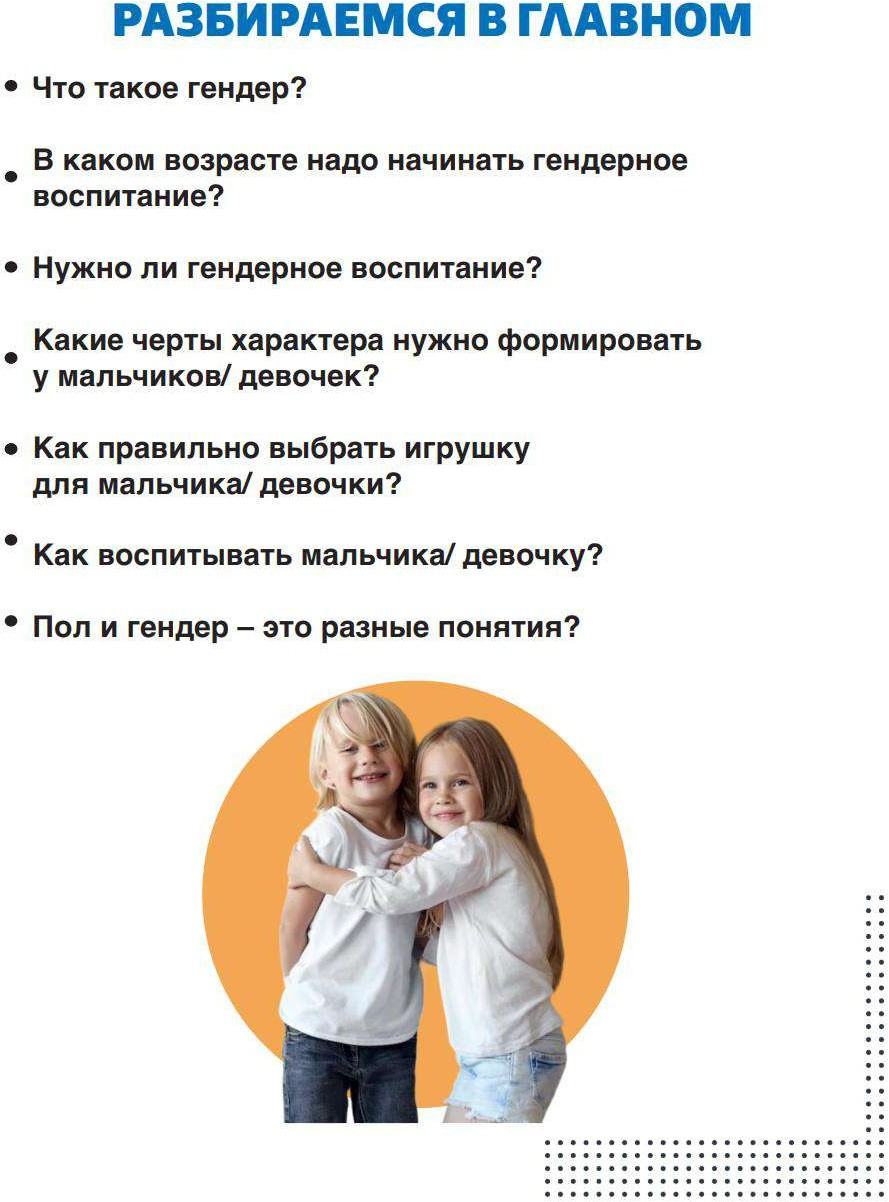 РАЗБИРАЕМСЯ В ГЛАВНОМ
• Что такое гендер?
• В каком возрасте надо начинать гендерное
воспитание?
• Нужно ли гендерное воспитание?
• Какие черты характера нужно формировать
у мальчиков/ девочек?
• Как правильно выбрать игрушку
для мальчика/ девочки?
• Как воспитывать мальчика/ девочку?
• Пол и гендер – это разные понятия?